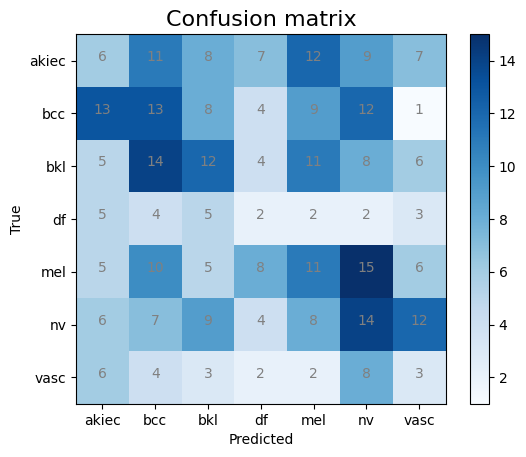 Confusion matrix
akiec 6 11 8 7 12 9 7
bcc 13 13 8 4 9 12 1
bkl 5 14 12 4 11 8 6
df 5 4 5 2 2 2 3
mel 5 10 5 8 11 15 6
nv 6 7 9 4 8 14 12
vasc 6 4 3 2 2 8 3
akiec bcc bkl df mel nv vasc
Predicted
True
14
12
10
8
6
4
2